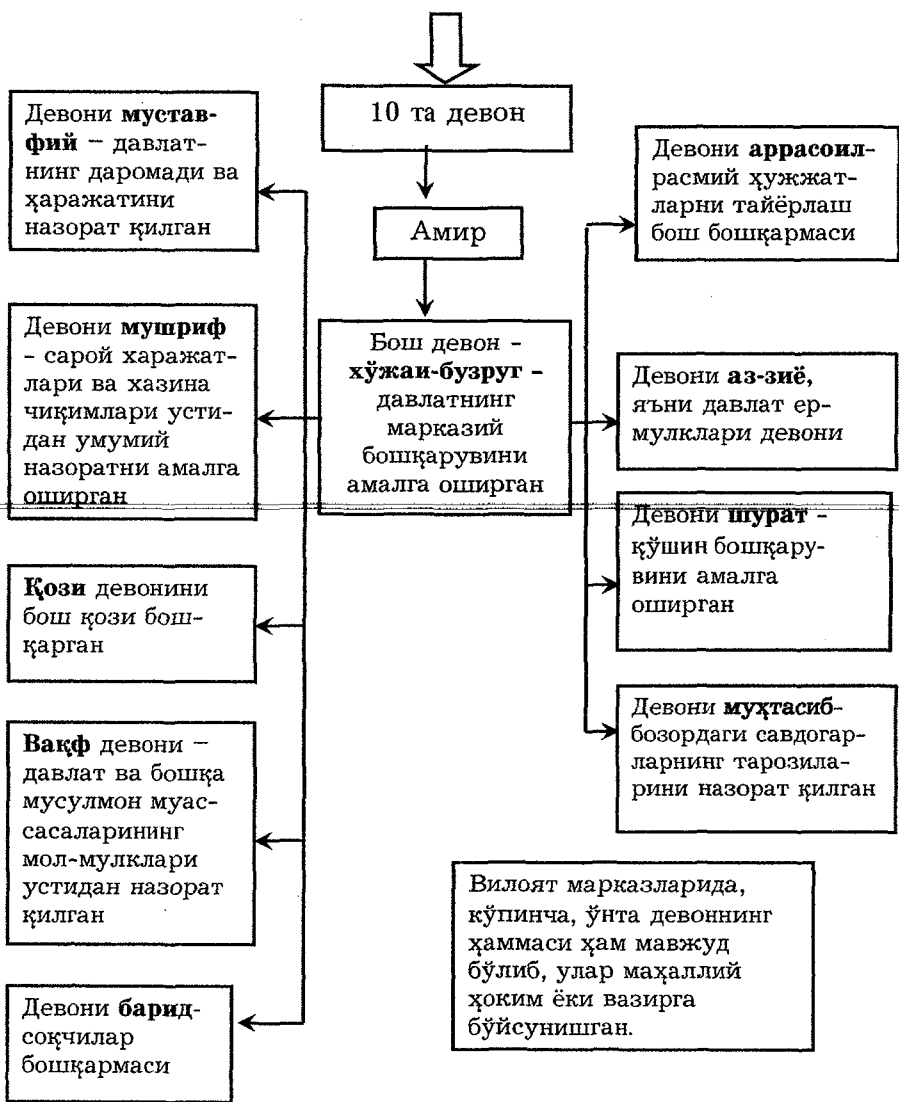 10 та девон
Амир
Бош девон -
хўжаи-бузруг -
давлатнинг
марказий
бошқарувини
амалга оширган
Девони мустав-
фий – давлат-
нинг даромади ва
ҳаражатини
назорат қилган
Девони мушриф
- сарой харажат-
лари ва хазина
чиқимлари усти-
дан умумий
назоратни амалга
оширган
Қози девонини
бош қози бош-
қарган
Вақф девони –
давлат ва бошқа
мусулмон муас-
сасаларининг
мол-мулклари
устидан назорат
қилган
Девони барид-
соқчилар
бошқармаси
Девони аррасоил-
расмий ҳужжат-
ларни тайёрлаш
бош бошқармаси
Девони аз-зиё,
яъни давлат ер-
мулклари девони
Девони шурат -
қўшин бошқару-
вини амалга
оширган
Девони муҳтасиб-
бозордаги савдогар-
ларнинг тарозила-
рини назорат қилган
Вилоят марказларида,
кўпинча, ўнта девоннинг
ҳаммаси ҳам мавжуд
бўлиб, улар маҳаллий
ҳоким ёки вазирга
бўйсунишган.